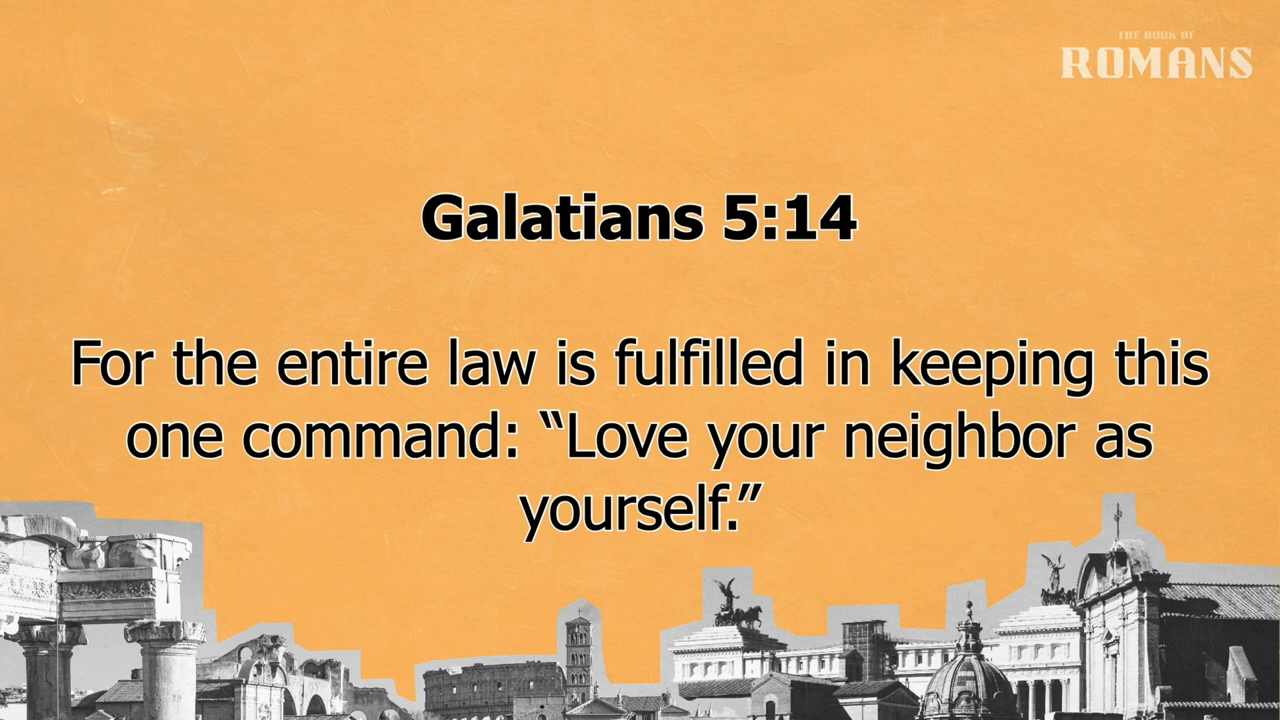 THE BOOK OF
ROMANS
Galatians 5:14
For the entire law is fulfilled in keeping this
one command: “Love your neighbor as
yourself.”